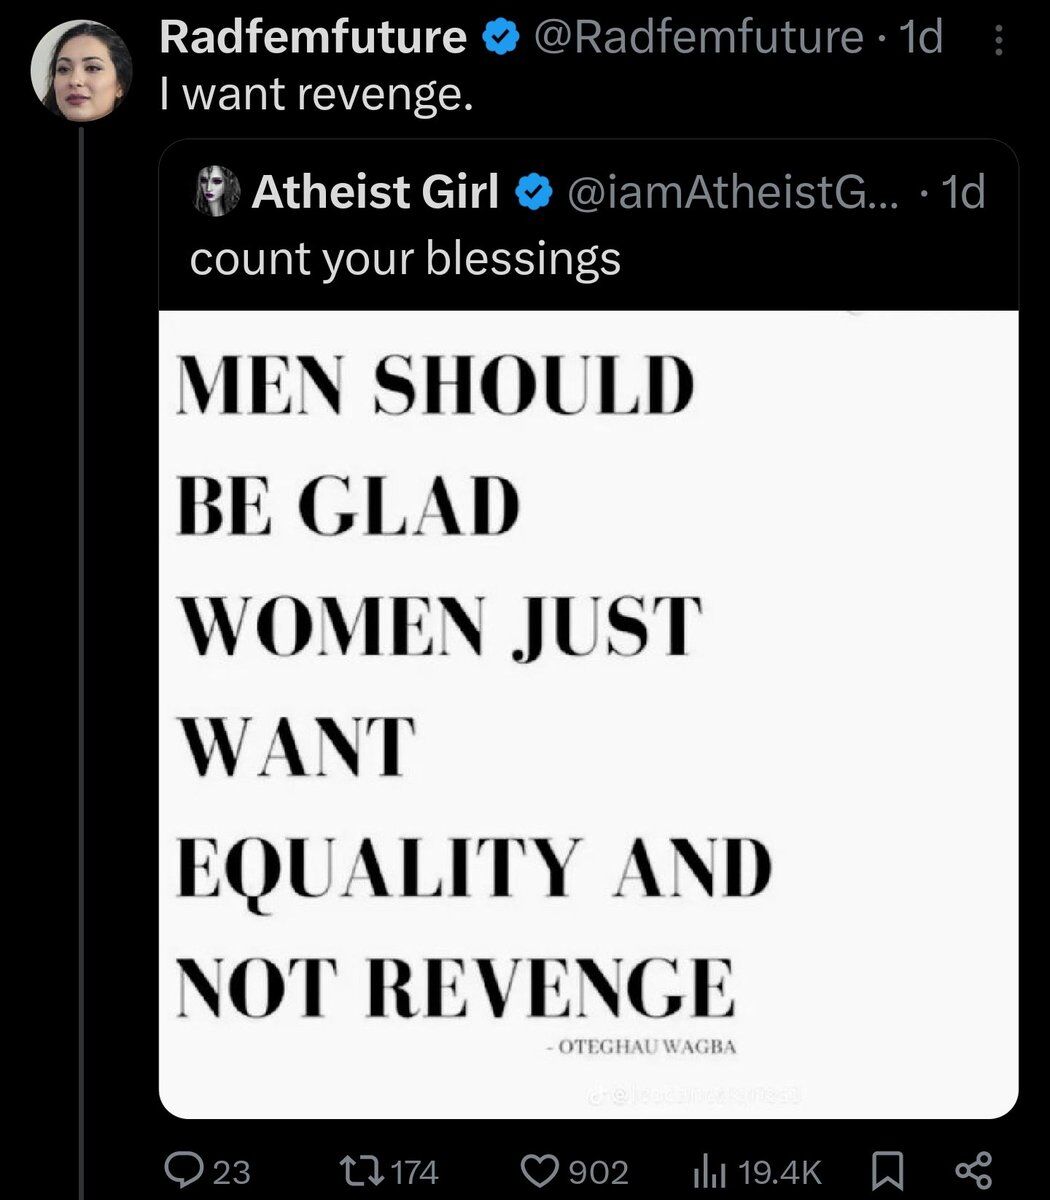 Radfemfuture @Radfemfuture · 1d
I want revenge.
Atheist Girl @iamAtheistG... · 1d
count your blessings
MEN SHOULD
BE GLAD
WOMEN JUST
WANT
EQUALITY AND
NOT REVENGE
- OTEGHAU WAGBA
23 174 902 19.4K